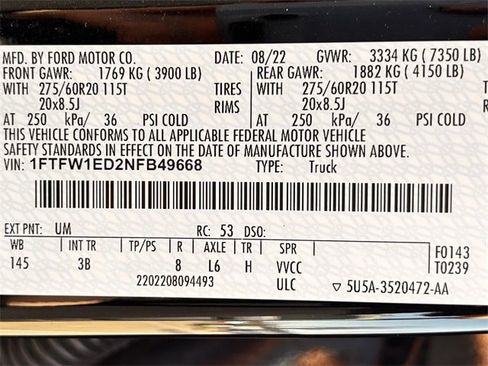 MFD. BY FORD MOTOR CO. DATE: 08/22 GVWR: 3334 KG ( 7350 LB)
FRONT GAWR: 1769 KG ( 3900 LB) REAR GAWR: 1882 KG ( 4150 LB)
WITH 275/60R20 115T TIRES WITH 275/60R20 115T
20x8.5J RIMS 20x8.5J
AT 250 kPa/ 36 PSI COLD AT 250 kPa/ 36 PSI COLD
THIS VEHICLE CONFORMS TO ALL APPLICABLE FEDERAL MOTOR VEHICLE
SAFETY STANDARDS IN EFFECT ON THE DATE OF MANUFACTURE SHOWN ABOVE.
VIN: 1FTFW1ED2NFB49668 TYPE: Truck
EXT PNT: UM RC: 53 DSO:
WB INT TR TP/PS R AXLE TR SPR F0143
145 3B 8 L6 H VVCC T0239
2202208094493 ULC ▽ 5U5A-3520472-AA